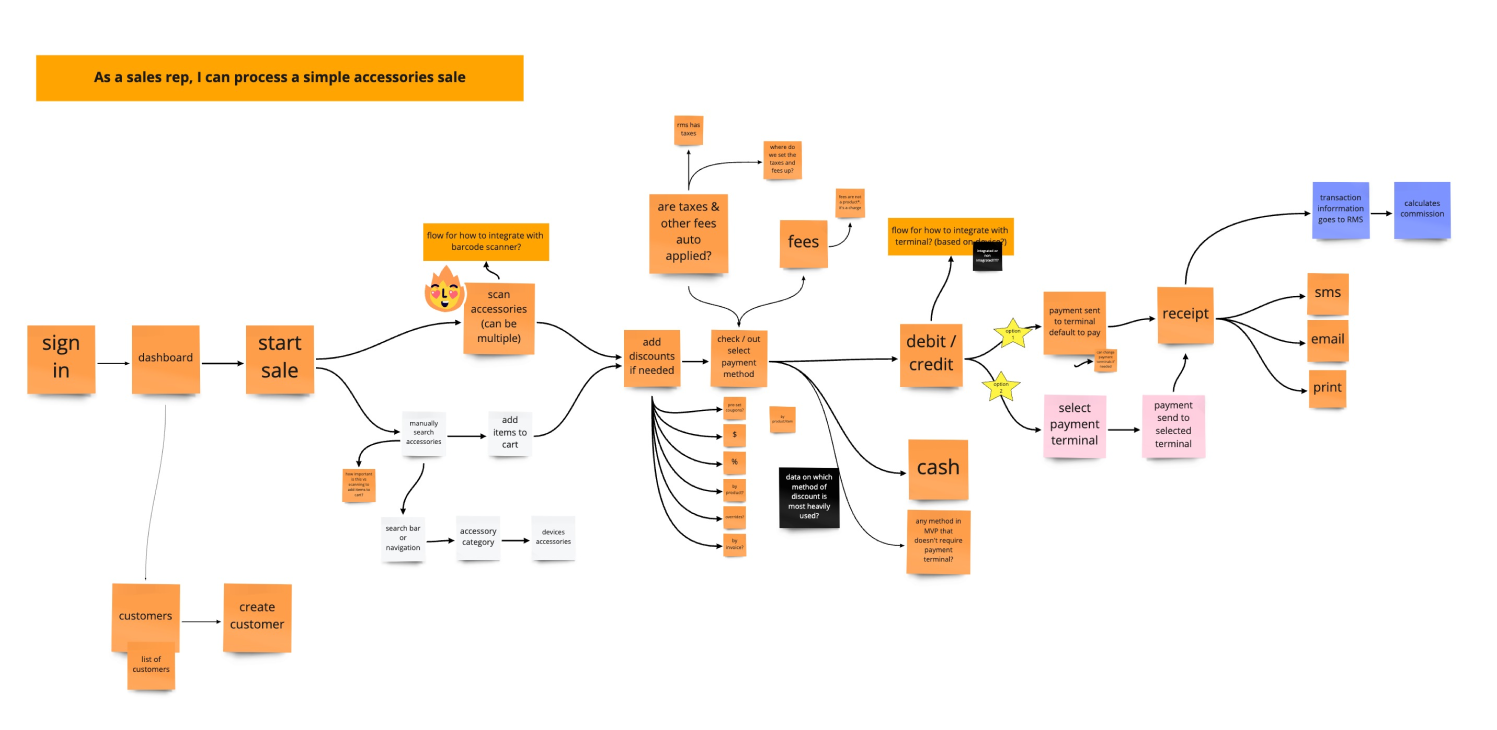 As a sales rep, I can process a simple accessories sale
rms has
taxes
where do
we set the
taxes and
fees up?
are taxes &
other fees
auto
applied?
fees are not
a product*
it's a charge
fees
transaction
information
goes to RMS
calculates
commission
flow for how to integrate with
barcode scanner?
flow for how to integrate with
terminal? (based on device?)
integrated or
not
integrated????
scan
accessories
(can be
multiple)
sign
in
dashboard
start
sale
add
discounts
if needed
check / out
select
payment
method
debit /
credit
option
1
payment sent
to terminal
default to pay
can change
payment
terminals if
needed
receipt
sms
email
print
option
2
select
payment
terminal
payment
send to
selected
terminal
manually
search
accessories
add
items to
cart
how important
is this vs
scanning to
add items to
cart?
search bar
or
navigation
accessory
category
devices
accessories
pre set
coupons?
$
%
by
product?
by
invoice?
by
product/item
data on which
method of
discount is
most heavily
used?
cash
any method in
MVP that
doesn't require
payment
terminal?
customers
list of
customers
create
customer